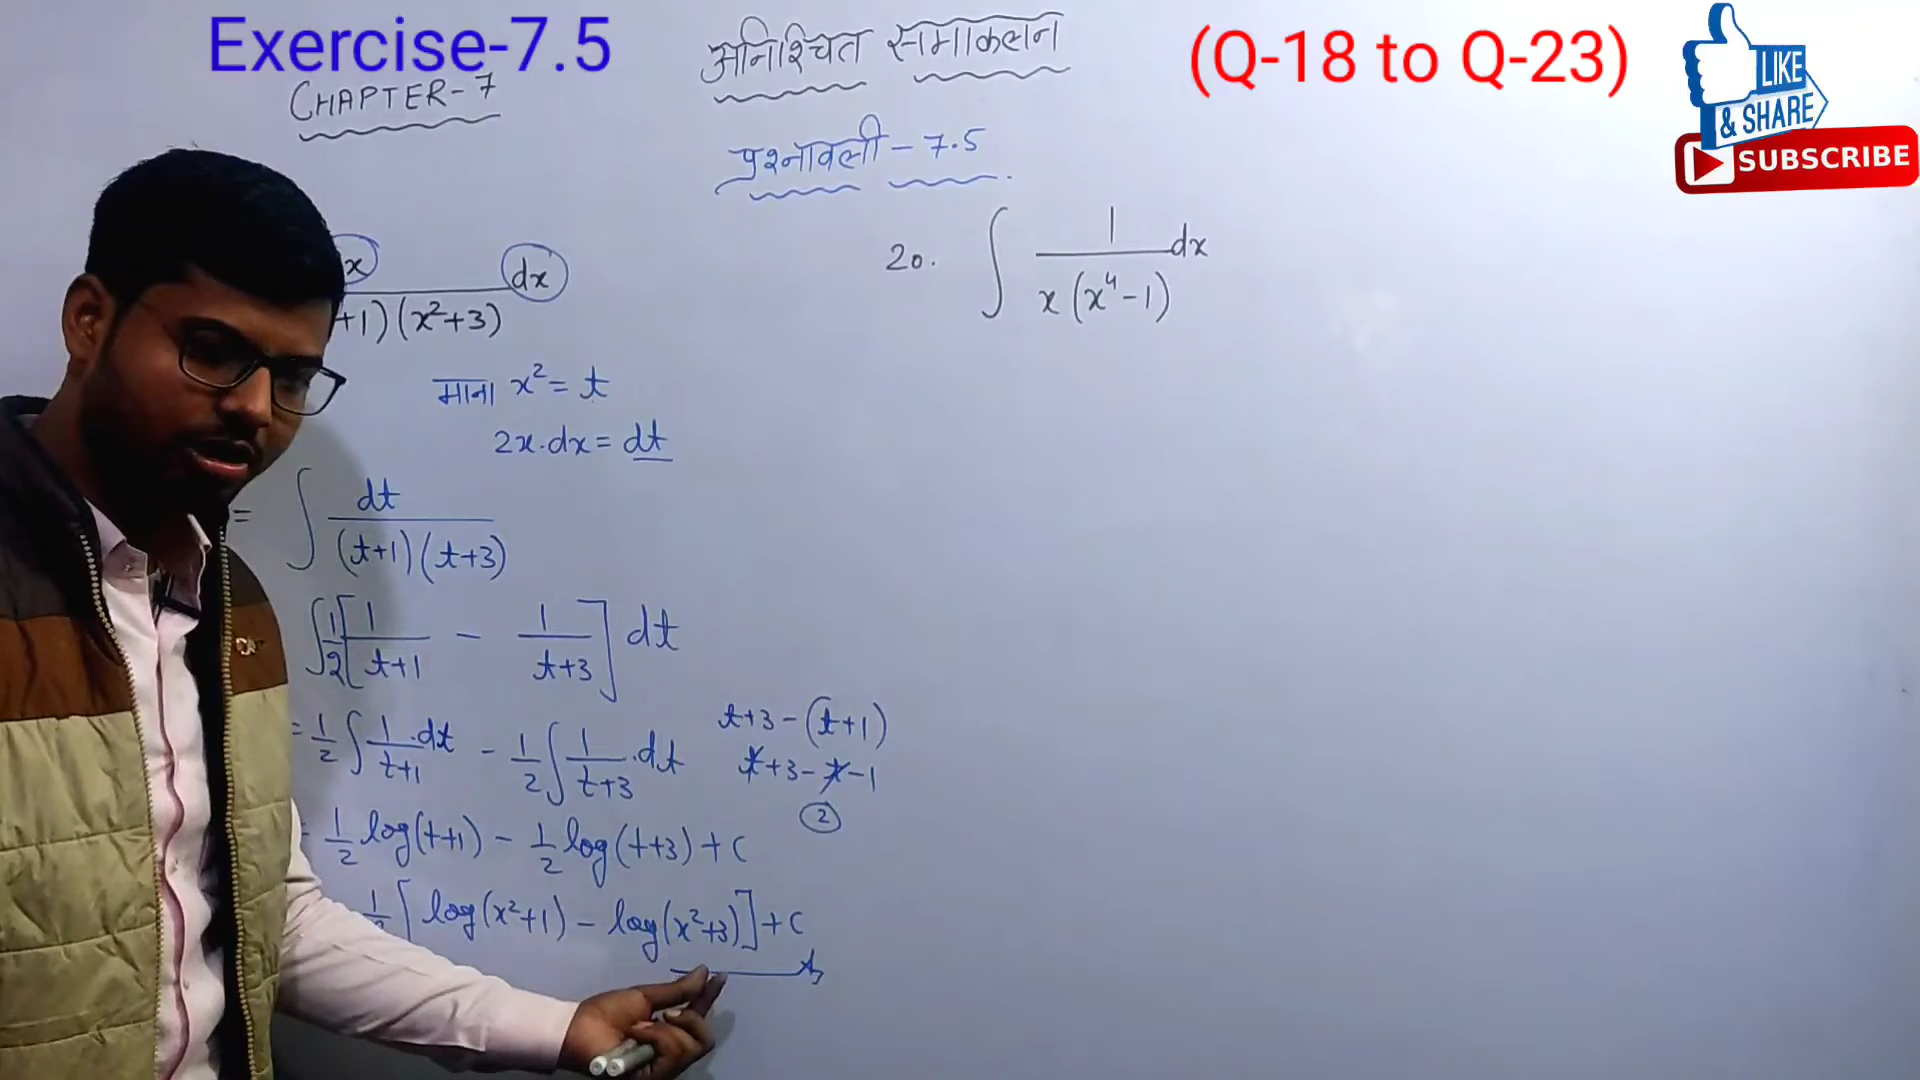 Exercise-7.5
अनिश्चित समाकलन
(Q-18 to Q-23)
LIKE
& SHARE
SUBSCRIBE
CHAPTER-7
प्रश्नावली-7.5
x dx
+1)(x²+3)
माना x² = t
2x.dx = dt
= ∫ dt/(t+1)(t+3)
∫ 1/2 [1/t+1 - 1/t+3] dt
= 1/2 ∫ 1/t+1 .dt - 1/2 ∫ 1/t+3 .dt
= 1/2 log(t+1) - 1/2 log(t+3) + C
1/2 [log(x²+1) - log(x²+3)] + C
t+3-(t+1)
t+3-t-1
2
20. ∫ 1/x(x⁴-1) dx